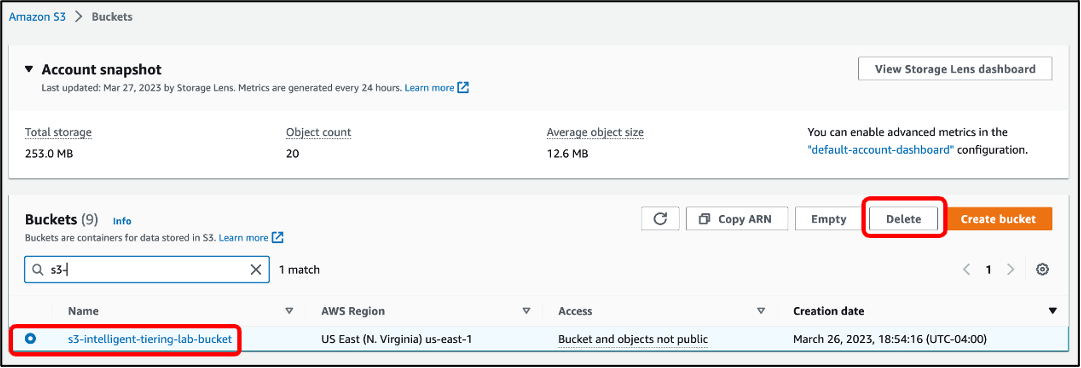 Amazon S3 > Buckets
Account snapshot
View Storage Lens dashboard
Last updated: Mar 27, 2023 by Storage Lens. Metrics are generated every 24 hours. Learn more
Total storage
Object count
Average object size
You can enable advanced metrics in the
253.0 MB
20
12.6 MB
"default-account-dashboard" configuration.
Buckets (9) Info
Copy ARN
Empty
Delete
Create bucket
Buckets are containers for data stored in S3. Learn more
s3-
1 match
1
Name
AWS Region
Access
Creation date
s3-intelligent-tiering-lab-bucket
US East (N. Virginia) us-east-1
Bucket and objects not public
March 26, 2023, 18:54:16 (UTC-04:00)